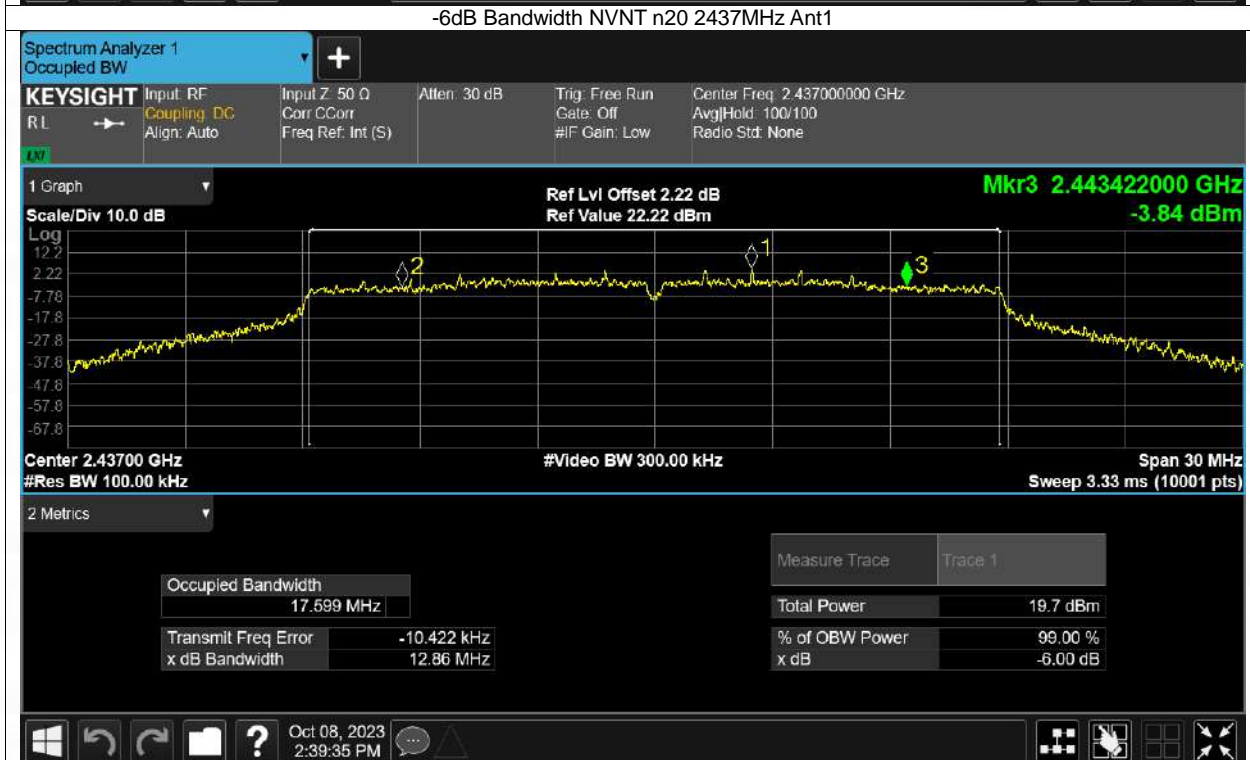 -6dB Bandwidth NVNT n20 2437MHz Ant1
Spectrum Analyzer 1
Occupied BW
+
KEYSIGHT Input: RF Input Z: 50 Ω Atten: 30 dB Trig: Free Run Center Freq: 2.437000000 GHz
RL Coupling: DC Corr CCorr Gate: Off Avg|Hold: 100/100
Align: Auto Freq Ref: Int (S) #IF Gain: Low Radio Std: None
LXI
1 Graph Ref Lvl Offset 2.22 dB Mkr3 2.443422000 GHz
Scale/Div 10.0 dB Ref Value 22.22 dBm -3.84 dBm
Log
12.2
2.22
-7.78
-17.8
-27.8
-37.8
-47.8
-57.8
-67.8
2
1
3
Center 2.43700 GHz #Video BW 300.00 kHz Span 30 MHz
#Res BW 100.00 kHz Sweep 3.33 ms (10001 pts)
2 Metrics
Measure Trace Trace 1
Occupied Bandwidth
17.599 MHz Total Power 19.7 dBm
Transmit Freq Error -10.422 kHz % of OBW Power 99.00 %
x dB Bandwidth 12.86 MHz x dB -6.00 dB
? Oct 08, 2023
2:39:35 PM